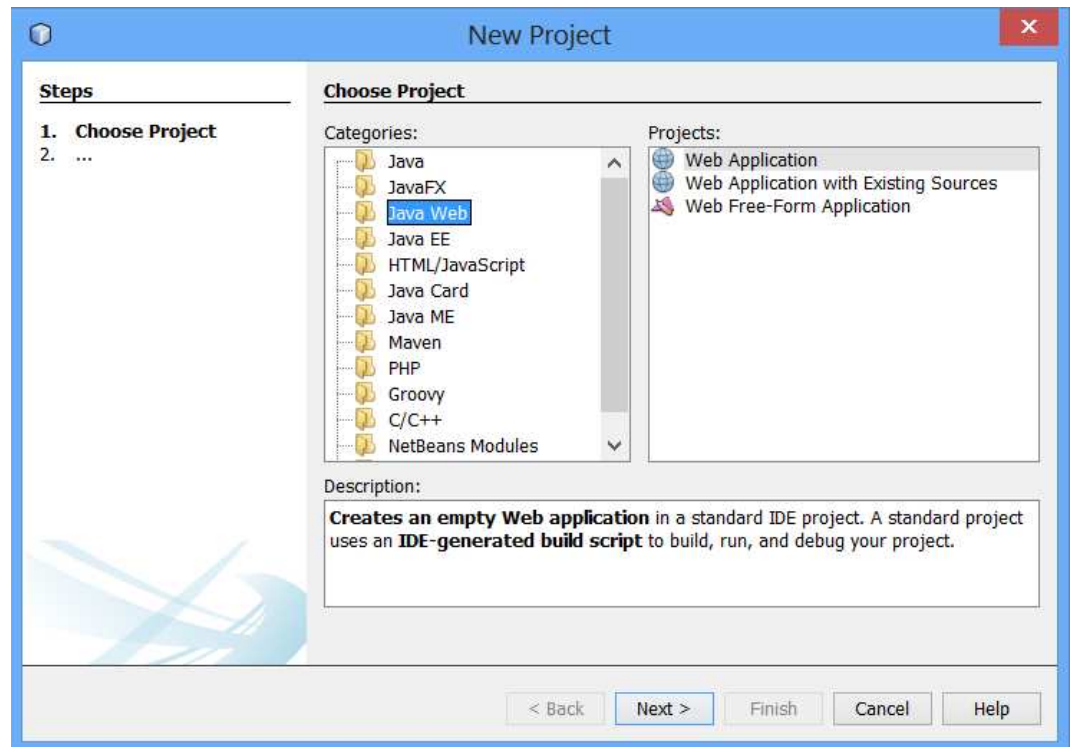 New Project
Steps
1. Choose Project
2. ...
Choose Project
Categories:
Java
JavaFX
Java Web
Java EE
HTML/JavaScript
Java Card
Java ME
Maven
PHP
Groovy
C/C++
NetBeans Modules
Projects:
Web Application
Web Application with Existing Sources
Web Free-Form Application
Description:
Creates an empty Web application in a standard IDE project. A standard project
uses an IDE-generated build script to build, run, and debug your project.
< Back
Next >
Finish
Cancel
Help